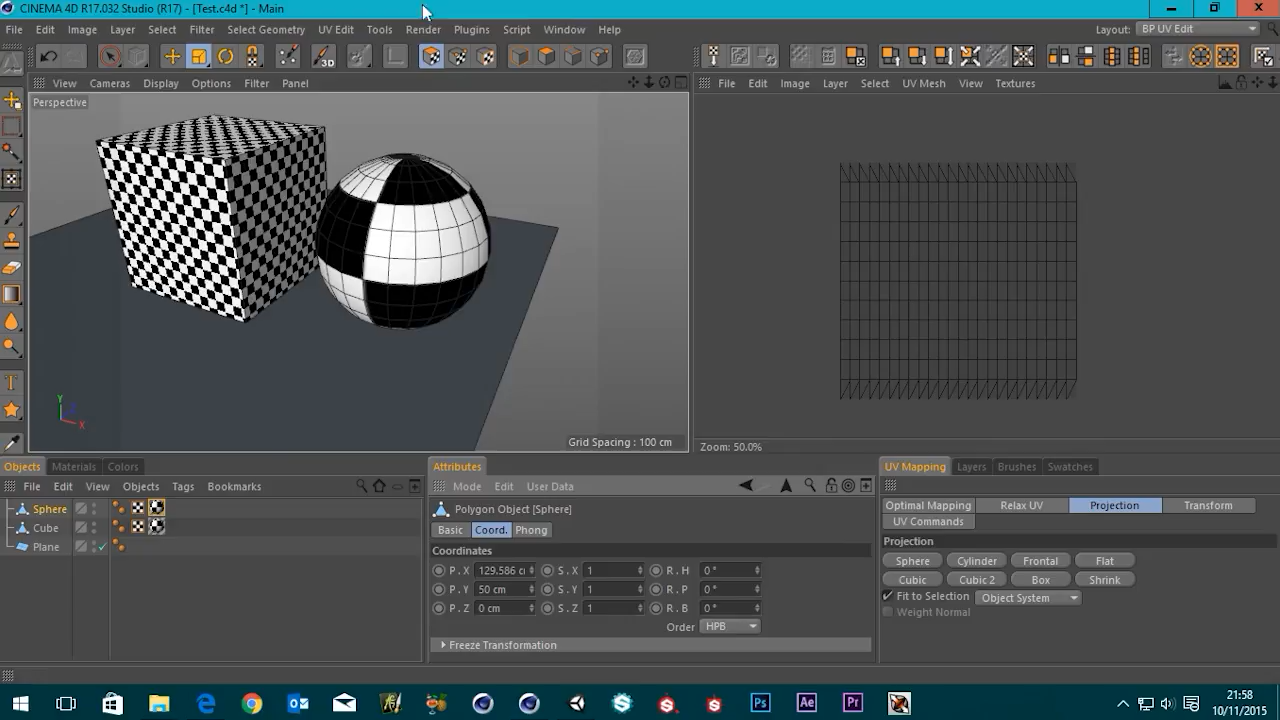 CINEMA 4D R17.032 Studio (R17) - [Test.c4d *] - Main
File Edit Image Layer Select Filter Select Geometry UV Edit Tools Render Plugins Script Window Help Layout: BP UV Edit
View Cameras Display Options Filter Panel
File Edit Image Layer Select UV Mesh View Textures
Perspective
Y
X
Grid Spacing : 100 cm
Zoom: 50.0%
Objects Materials Colors
File Edit View Objects Tags Bookmarks
Sphere
Cube
Plane
Attributes
Mode Edit User Data
Polygon Object [Sphere]
Basic Coord. Phong
Coordinates
P . X 129.586 cm S . X 1 R . H 0 °
P . Y 50 cm S . Y 1 R . P 0 °
P . Z 0 cm S . Z 1 R . B 0 °
Order HPB
Freeze Transformation
UV Mapping Layers Brushes Swatches
Optimal Mapping Relax UV Projection Transform
UV Commands
Projection
Sphere Cylinder Frontal Flat
Cubic Cubic 2 Box Shrink
Fit to Selection Object System
Weight Normal
Ps Ae Pr
21:58
10/11/2015